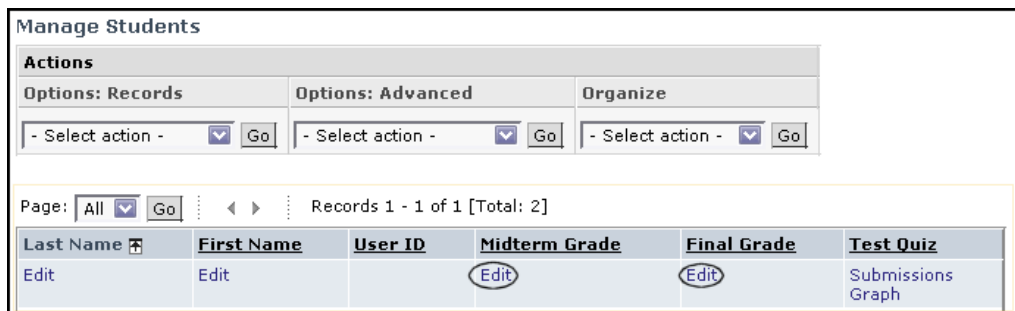 Manage Students
Actions
Options: Records Options: Advanced Organize
- Select action - Go - Select action - Go - Select action - Go
Page: All Go Records 1 - 1 of 1 [Total: 2]
Last Name First Name User ID Midterm Grade Final Grade Test Quiz
Edit Edit Edit Edit Submissions
Graph